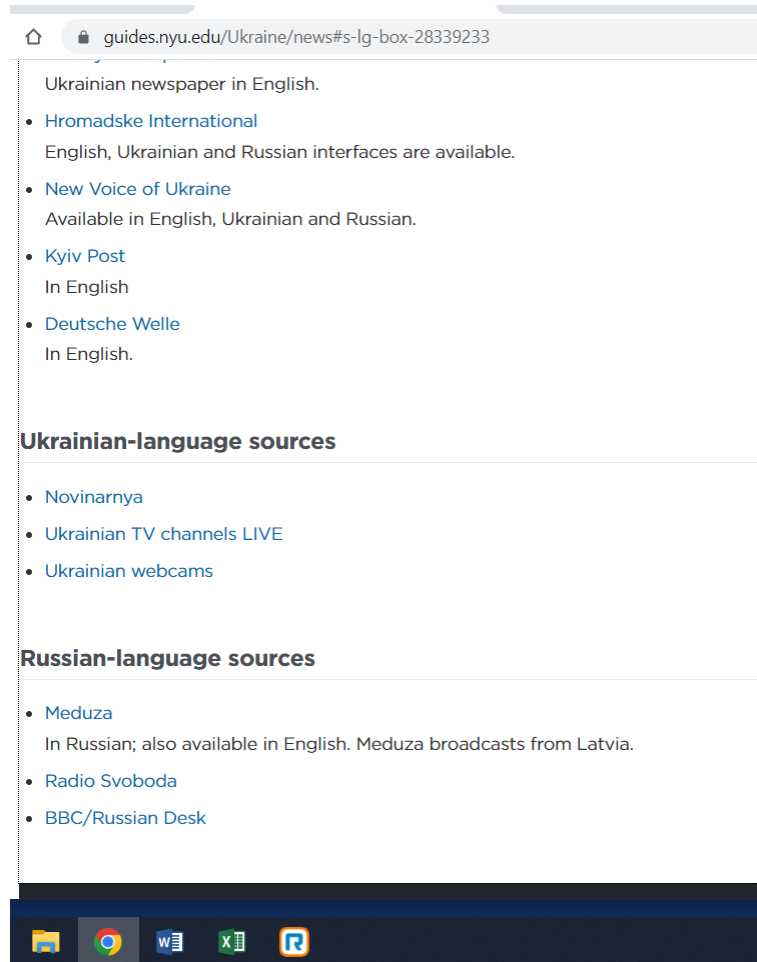 guides.nyu.edu/Ukraine/news#s-lg-box-28339233
Ukrainian newspaper in English.
Hromadske International
English, Ukrainian and Russian interfaces are available.
New Voice of Ukraine
Available in English, Ukrainian and Russian.
Kyiv Post
In English
Deutsche Welle
In English.
Ukrainian-language sources
Novinarnya
Ukrainian TV channels LIVE
Ukrainian webcams
Russian-language sources
Meduza
In Russian; also available in English. Meduza broadcasts from Latvia.
Radio Svoboda
BBC/Russian Desk